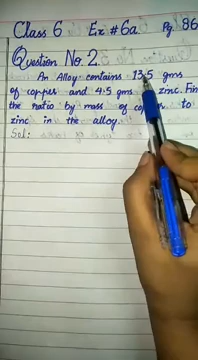 Class 6 Ex # 6a Pg. 86
Question No. 2
An Alloy contains 13.5 gms
of copper and 4.5 gms zinc. Fin
the ratio by mass of to
zinc in the alloy.
Sol: